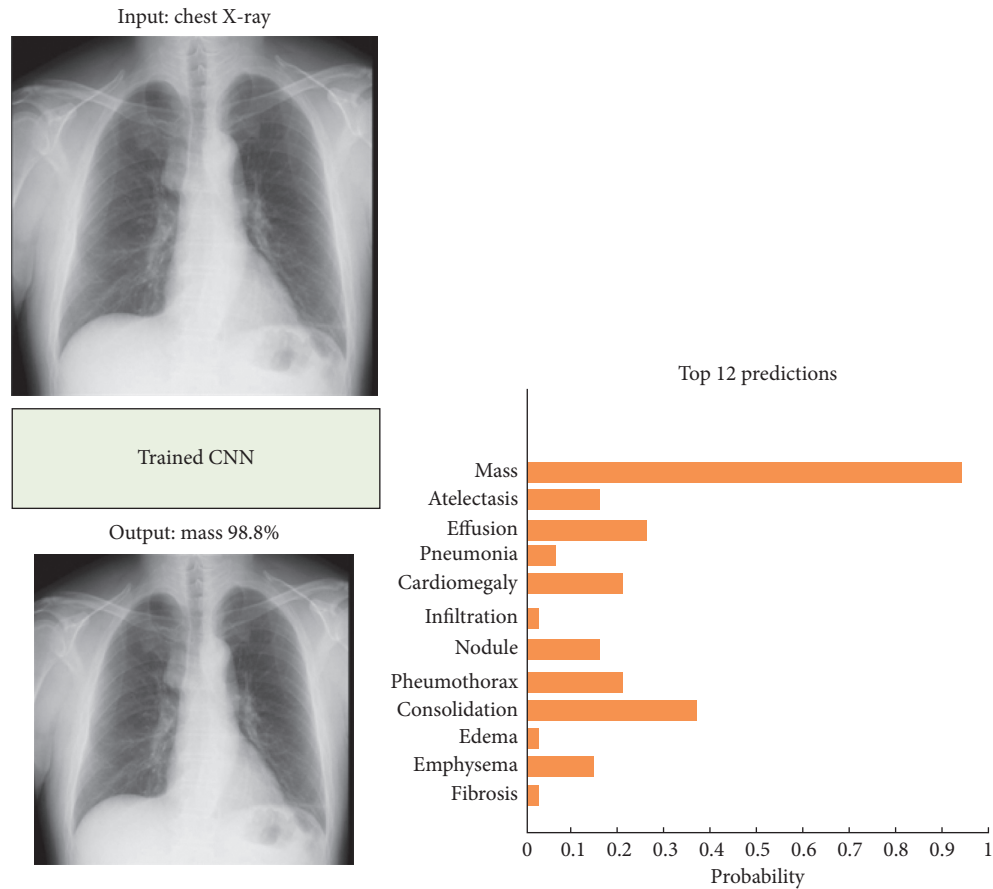 Input: chest X-ray
Trained CNN
Output: mass 98.8%
Top 12 predictions
Mass
Atelectasis
Effusion
Pneumonia
Cardiomegaly
Infiltration
Nodule
Pheumothorax
Consolidation
Edema
Emphysema
Fibrosis
0 0.1 0.2 0.3 0.4 0.5 0.6 0.7 0.8 0.9 1
Probability